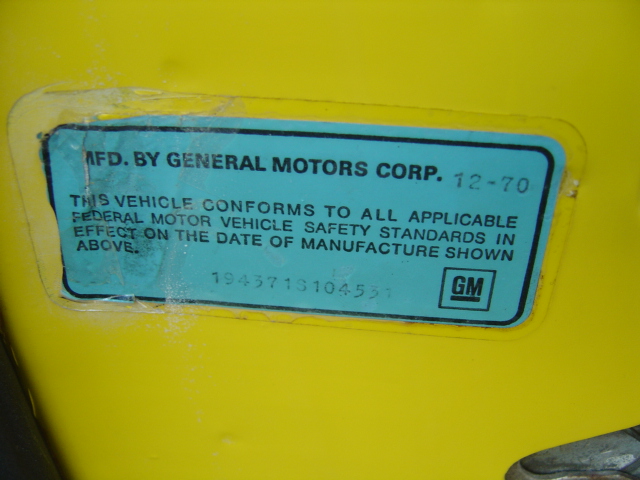 MFD. BY GENERAL MOTORS CORP. 12-70
THIS VEHICLE CONFORMS TO ALL APPLICABLE
FEDERAL MOTOR VEHICLE SAFETY STANDARDS IN
EFFECT ON THE DATE OF MANUFACTURE SHOWN
ABOVE.
194371S104531
GM